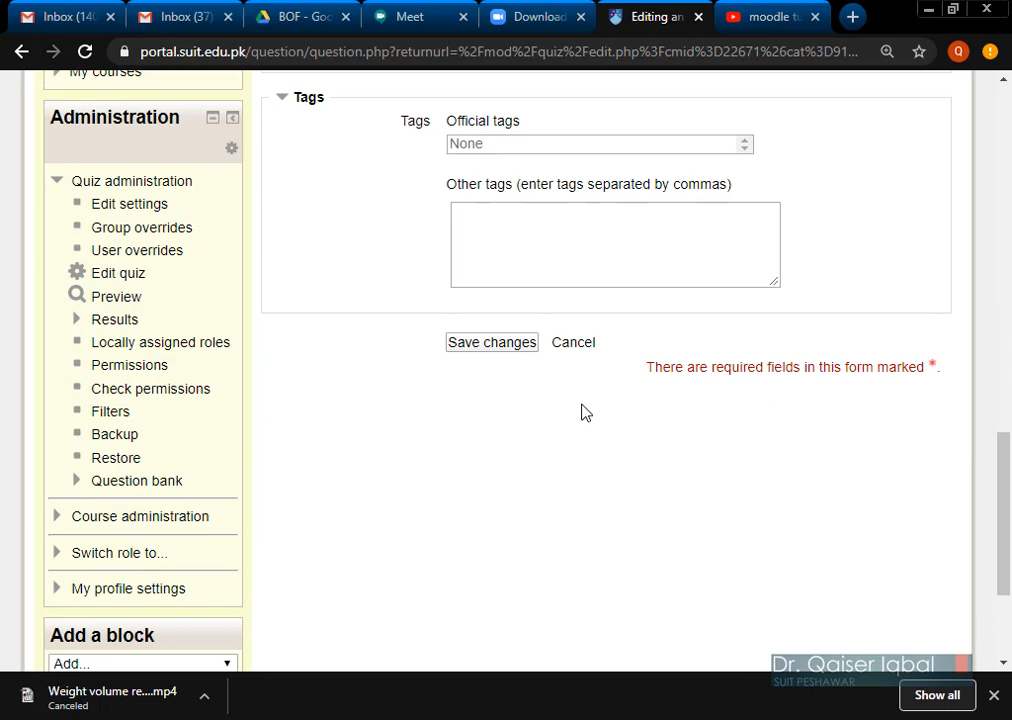 Inbox (140
Inbox (37)
BOF - Goo
Meet
Download
Editing an
moodle tu
portal.suit.edu.pk/question/question.php?returnurl=%2Fmod%2Fquiz%2Fedit.php%3Fcmid%3D22671%26cat%3D91...
Q
My courses
Administration
Quiz administration
Edit settings
Group overrides
User overrides
Edit quiz
Preview
Results
Locally assigned roles
Permissions
Check permissions
Filters
Backup
Restore
Question bank
Course administration
Switch role to...
My profile settings
Add a block
Add...
Tags
Tags
Official tags
None
Other tags (enter tags separated by commas)
Save changes
Cancel
There are required fields in this form marked *.
Dr. Qaiser Iqbal
SUIT PESHAWAR
Weight volume re....mp4
Canceled
Show all